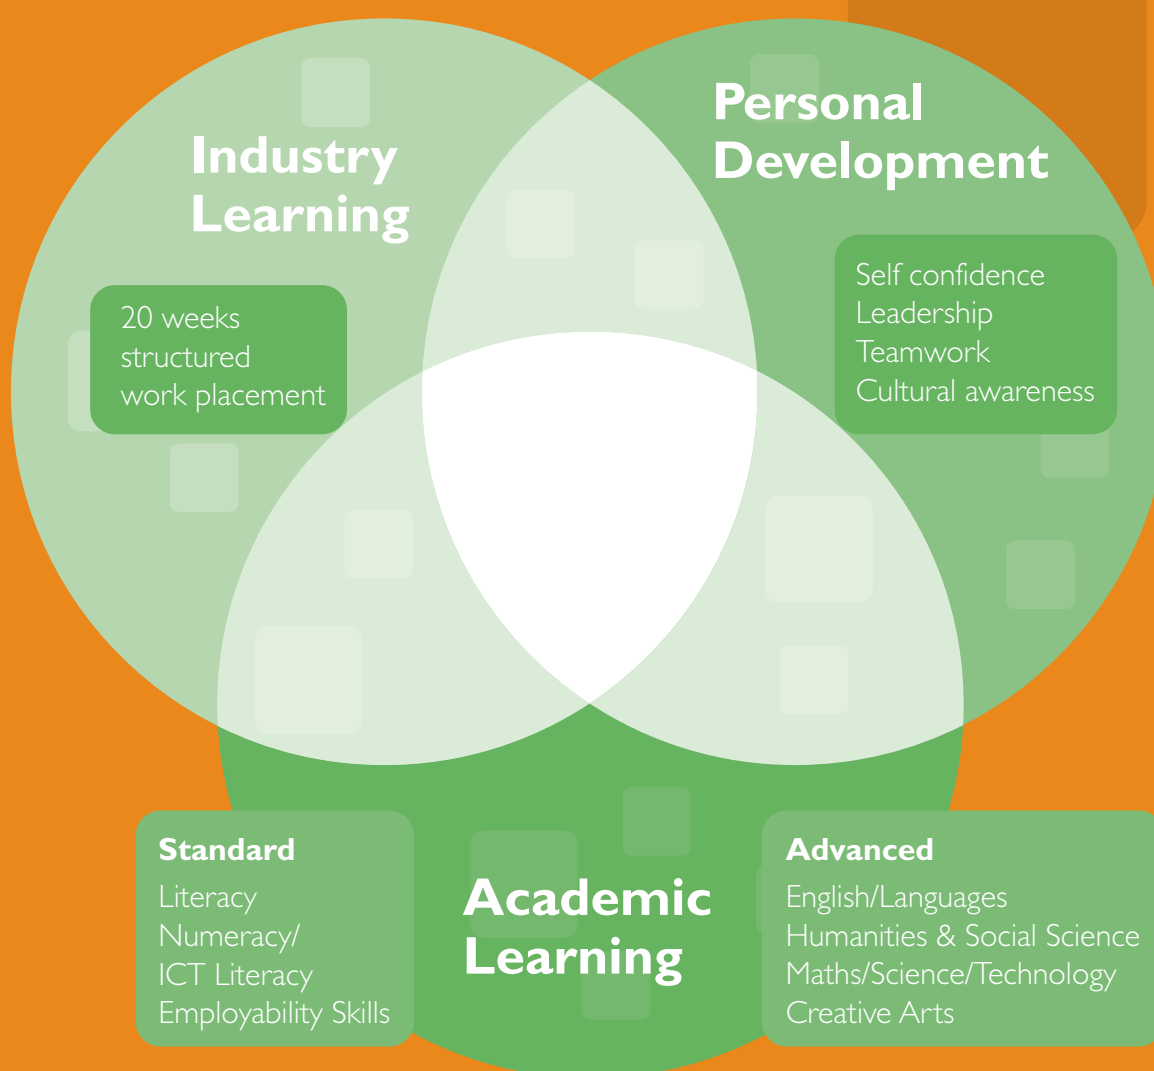 Industry
Learning
20 weeks
structured
work placement
Personal
Development
Self confidence
Leadership
Teamwork
Cultural awareness
Standard
Literacy
Numeracy/
ICT Literacy
Employability Skills
Academic
Learning
Advanced
English/Languages
Humanities & Social Science
Maths/Science/Technology
Creative Arts